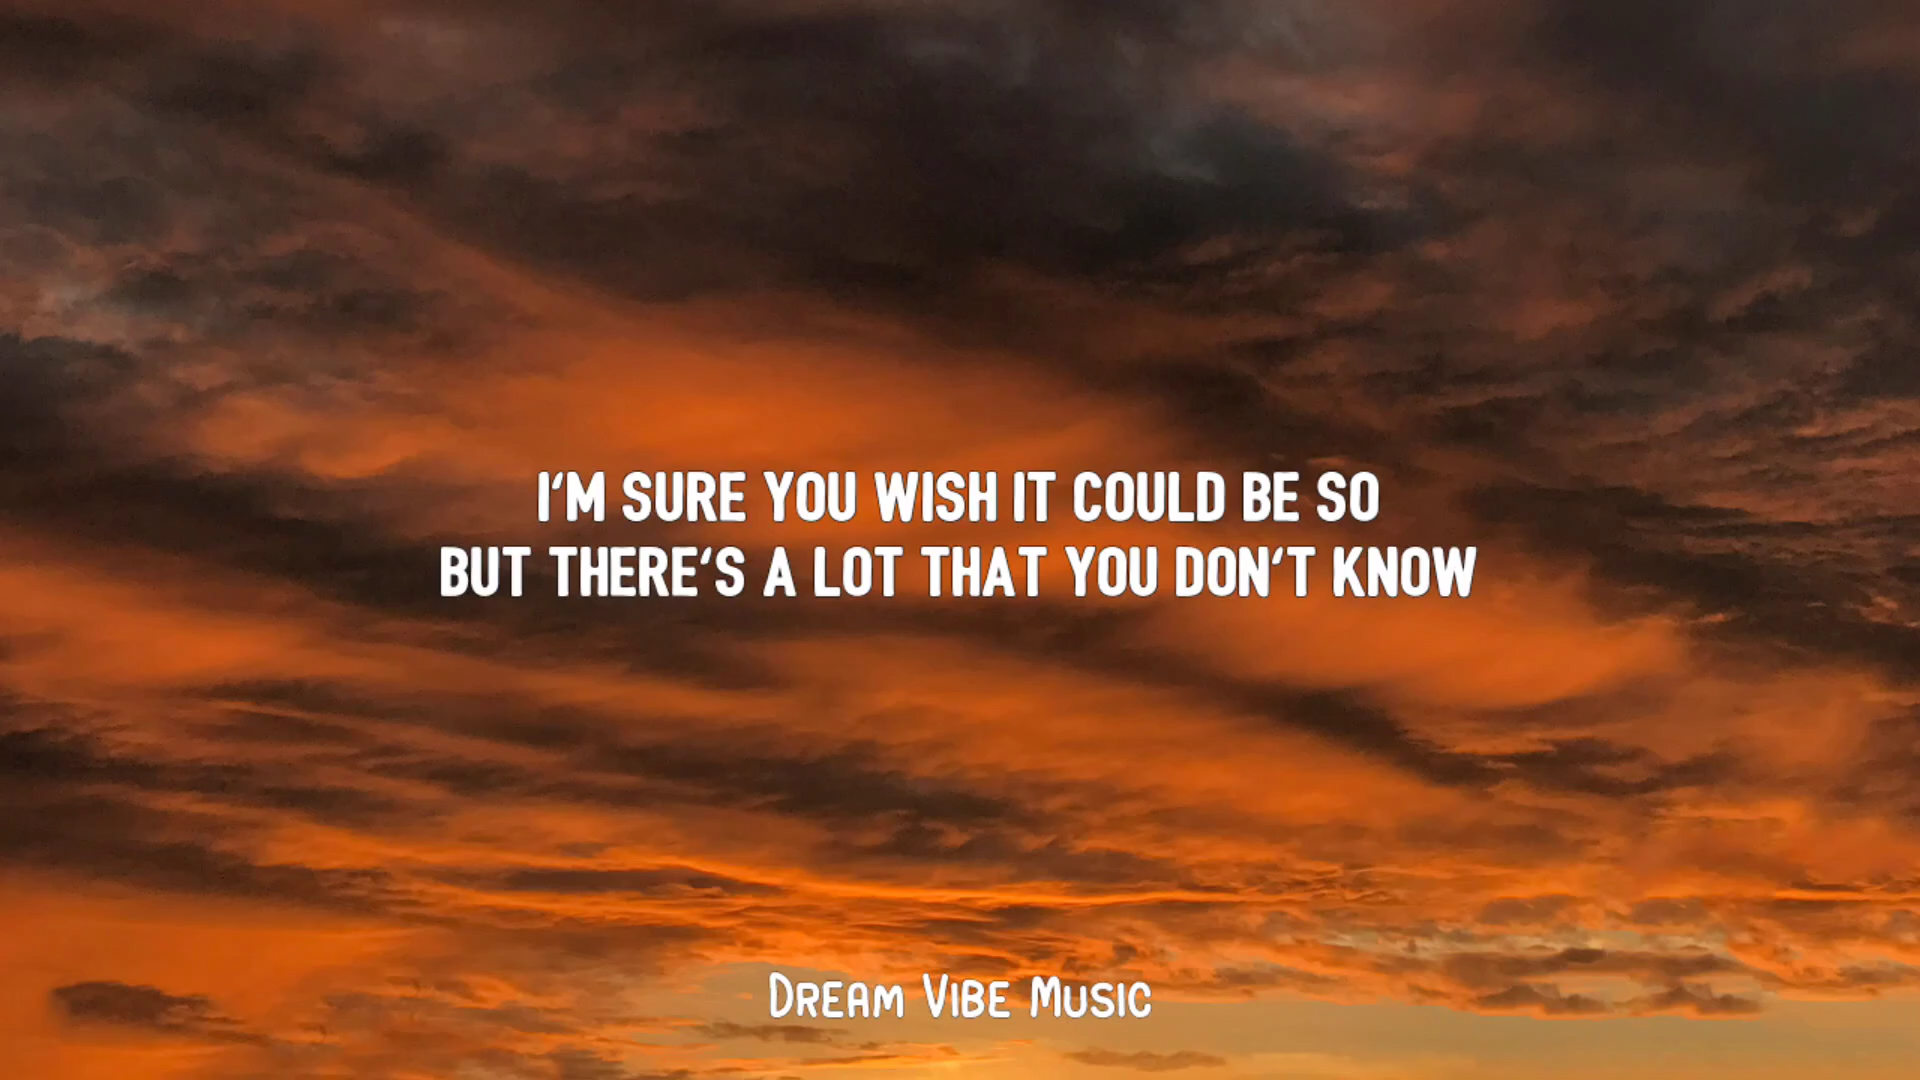 I'M SURE YOU WISH IT COULD BE SO
BUT THERE'S A LOT THAT YOU DON'T KNOW
DREAM VIBE MUSIC